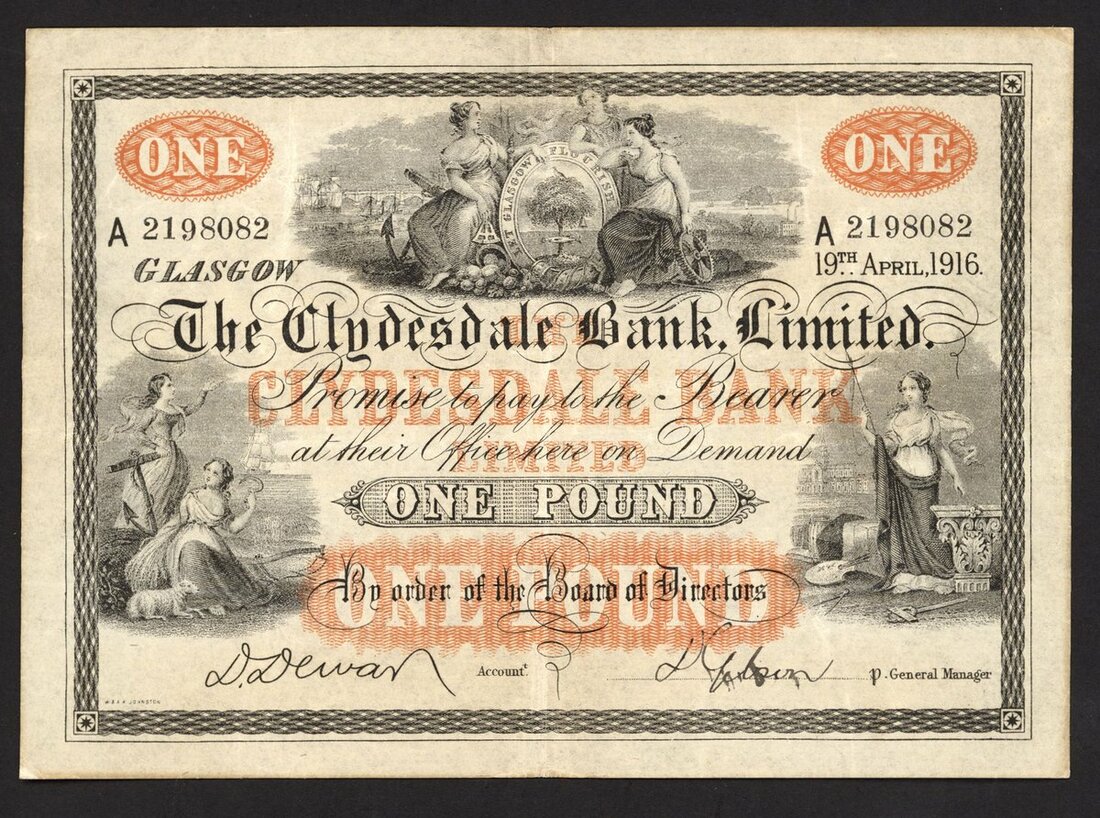 ONE
ONE
LET GLASGOW FLOURISH
A 2198082
A 2198082
GLASGOW
19TH APRIL, 1916.
The Clydesdale Bank, Limited.
THE
CLYDESDALE BANK
LIMITED
Promise to pay to the Bearer
at their Office here on Demand
ONE POUND
ONE POUND
By order of the Board of Directors
D. Dewar Accountt. p. General Manager
W. & A. K. JOHNSTON